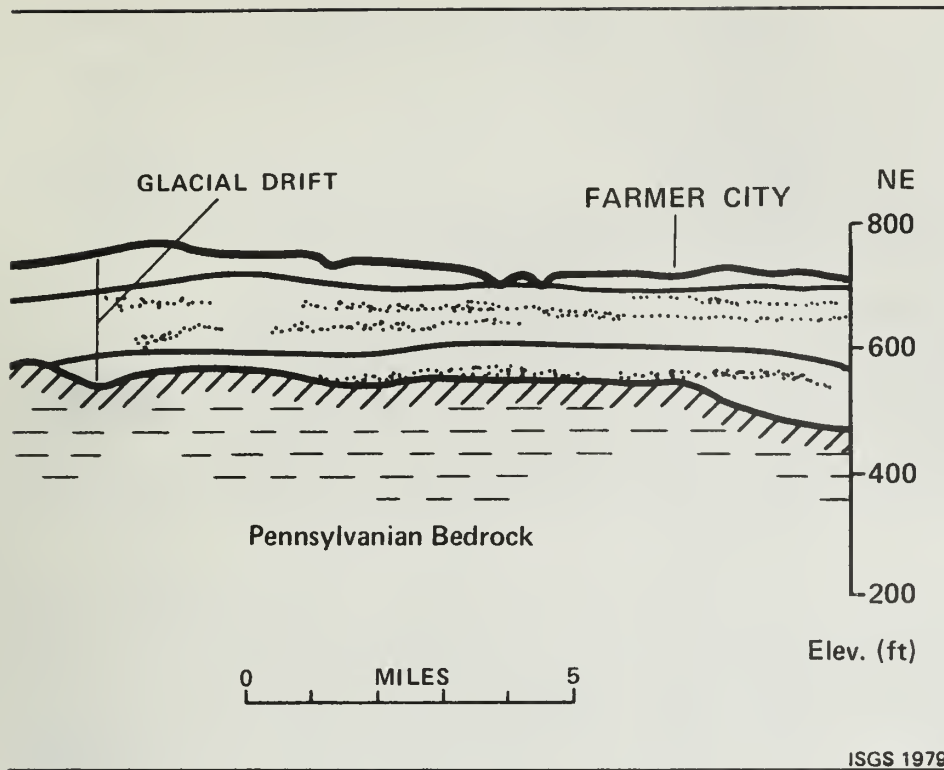 GLACIAL DRIFT
FARMER CITY
NE
800
600
400
200
Pennsylvanian Bedrock
Elev. (ft)
0 MILES 5
ISGS 1979